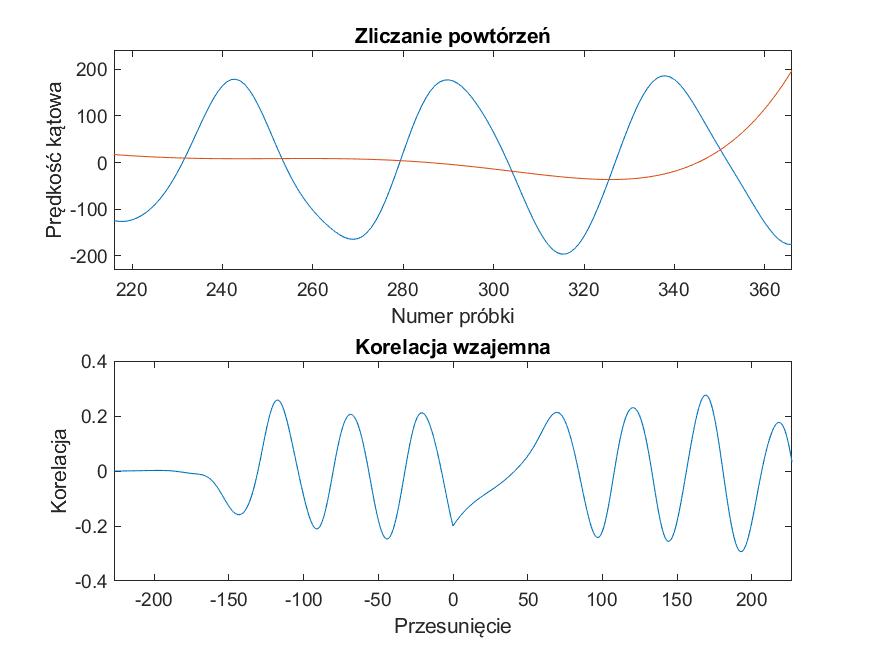 Zliczanie powtórzeń
Prędkość kątowa
200
100
0
-100
-200
220 240 260 280 300 320 340 360
Numer próbki
Korelacja wzajemna
Korelacja
0.4
0.2
0
-0.2
-0.4
-200 -150 -100 -50 0 50 100 150 200
Przesunięcie